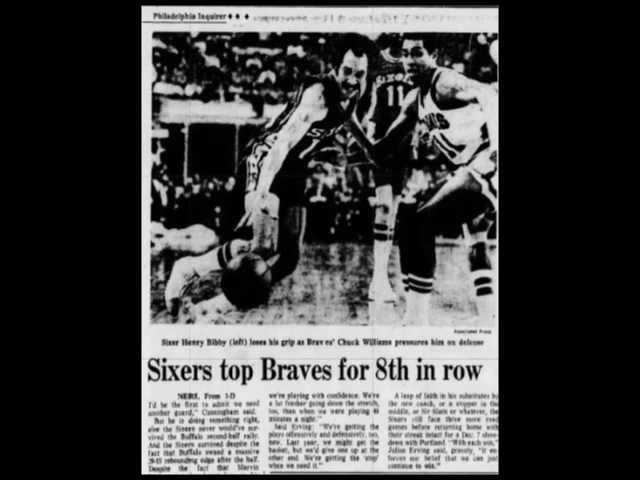 Philadelphia Inquirer
SIXERS
11
Associated Press
Sixer Henry Bibby (left) loses his grip as Braves' Chuck Williams pressures him on defense
Sixers top Braves for 8th in row
NERS, From 1-D
I'd be the first to admit we need
another guard," Cunningham said.
But he is doing something right,
else the Sixers never would've sur-
vived the Buffalo second-half rally.
And the Sixers survived despite the
fact that Buffalo owned a massive
28-15 rebounding edge after the half.
Despite the fact that Marvin
we're playing with confidence. We're
a lot fresher going down the stretch,
too, then when we were playing 40
minutes a night."
Said Erving: "We're getting the
plays offensively and defensively, too,
now. Last year, we might get the
basket, but we'd give one up at the
other end. We're getting the 'stop'
when we need it."
A leap of faith in his substitutes by
the new coach, or a stopper in the
middle, or Sir Slam or whatever, the
Sixers still face three more road
games before returning home with
their streak intact for a Dec. 7 show-
down with Portland. "With each win,"
Julius Erving said, gravely, "it en-
forces our belief that we can just
continue to win."